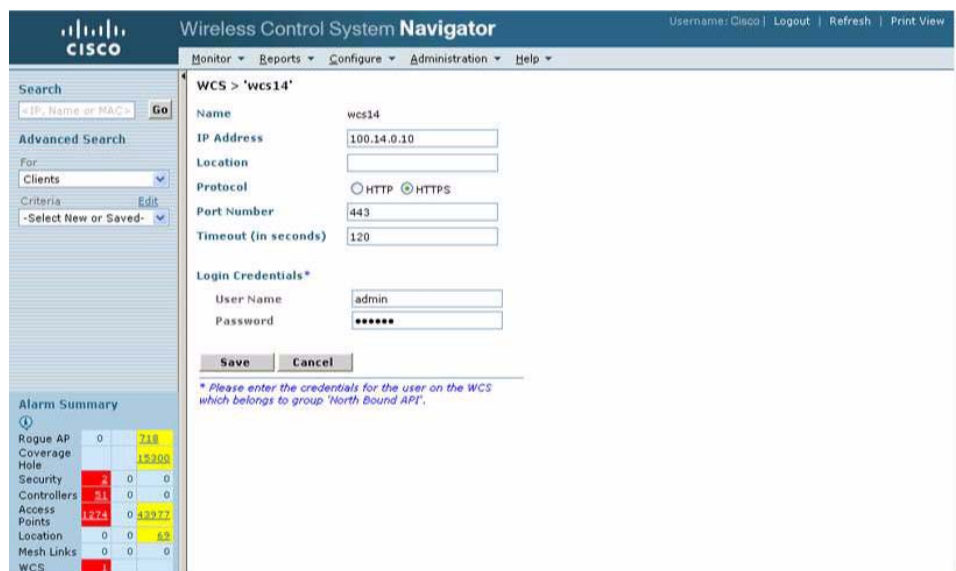 CISCO
Wireless Control System Navigator
Username: Cisco | Logout | Refresh | Print View
Monitor Reports Configure Administration Help
Search
<IP, Name or MAC> Go
Advanced Search
For
Clients
Criteria Edit
-Select New or Saved-
WCS > 'wcs14'
Name wcs14
IP Address 100.14.0.10
Location
Protocol HTTP HTTPS
Port Number 443
Timeout (in seconds) 120
Login Credentials*
User Name admin
Password ••••••
Save Cancel
* Please enter the credentials for the user on the WCS
which belongs to group 'North Bound API'.
Alarm Summary
Rogue AP 0 718
Coverage
Hole 15300
Security 2 0 0
Controllers 51 0 0
Access
Points 1274 0 43977
Location 0 0 69
Mesh Links 0 0 0
WCS 1